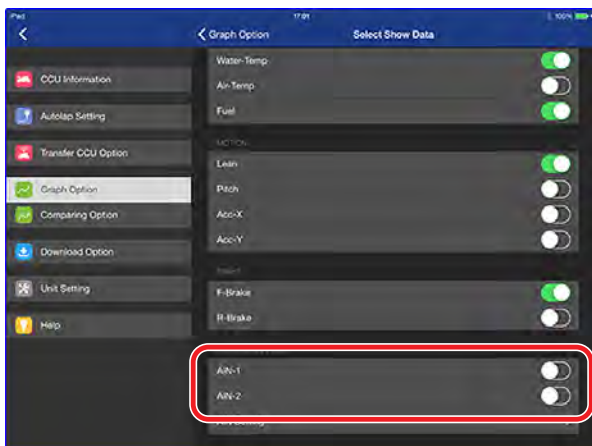 iPad 17:01 100%
Graph Option Select Show Data
CCU Information
Autolap Setting
Transfer CCU Option
Graph Option
Comparing Option
Download Option
Unit Setting
Help
Water-Temp
Air-Temp
Fuel
MOTION
Lean
Pitch
Acc-X
Acc-Y
F-Brake
R-Brake
AIN-1
AIN-2
AIN Setting